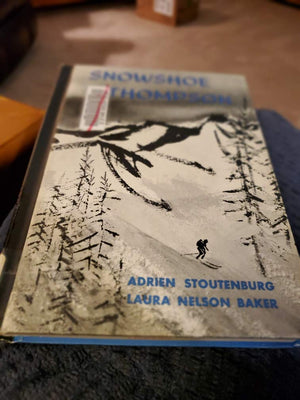 SNOWSHOE
THOMPSON
ADRIEN STOUTENBURG
LAURA NELSON BAKER